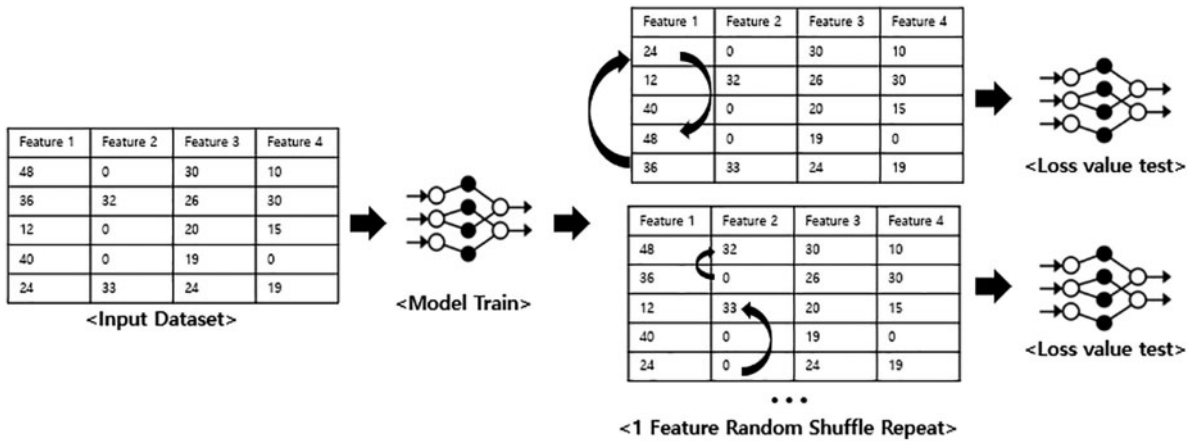 Feature 1 Feature 2 Feature 3 Feature 4
48 0 30 10
36 32 26 30
12 0 20 15
40 0 19 0
24 33 24 19
<Input Dataset>
<Model Train>
Feature 1 Feature 2 Feature 3 Feature 4
24 0 30 10
12 32 26 30
40 0 20 15
48 0 19 0
36 33 24 19
<Loss value test>
Feature 1 Feature 2 Feature 3 Feature 4
48 32 30 10
36 0 26 30
12 33 20 15
40 0 19 0
24 0 24 19
<Loss value test>
...
<1 Feature Random Shuffle Repeat>